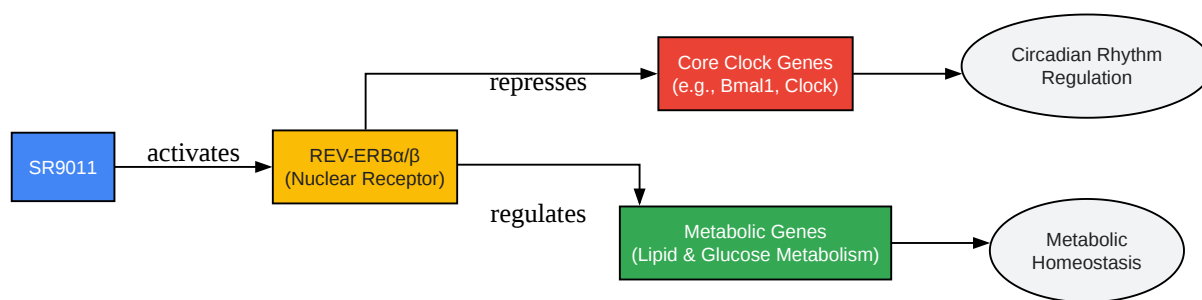 SR9011
activates
REV-ERBα/β
(Nuclear Receptor)
represses
Core Clock Genes
(e.g., Bmal1, Clock)
Circadian Rhythm
Regulation
regulates
Metabolic Genes
(Lipid & Glucose Metabolism)
Metabolic
Homeostasis